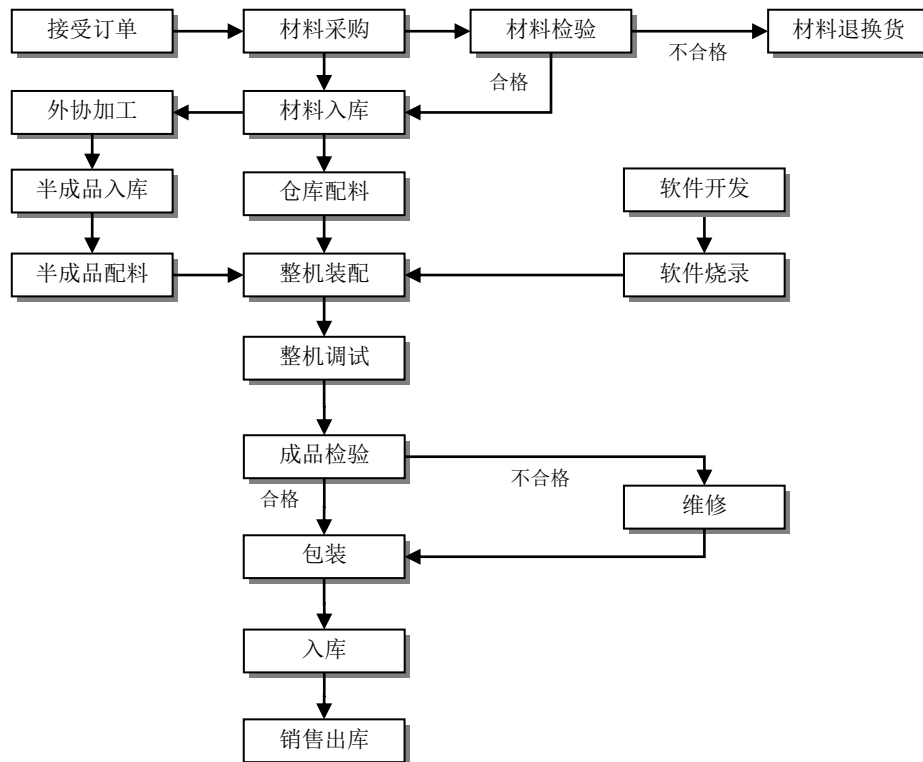 接受订单
材料采购
材料检验
材料退换货
不合格
合格
外协加工
材料入库
半成品入库
仓库配料
软件开发
半成品配料
整机装配
软件烧录
整机调试
成品检验
不合格
合格
维修
包装
入库
销售出库